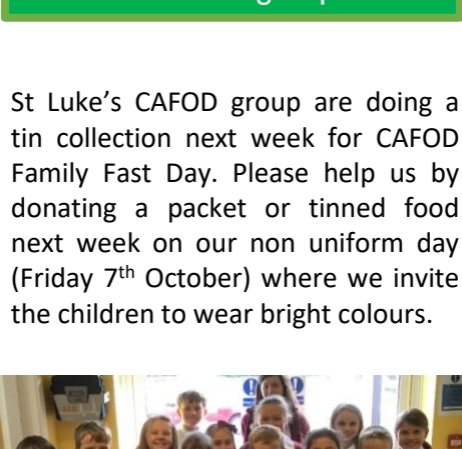 St Luke’s CAFOD group are doing a
tin collection next week for CAFOD
Family Fast Day. Please help us by
donating a packet or tinned food
next week on our non uniform day
(Friday 7th October) where we invite
the children to wear bright colours.